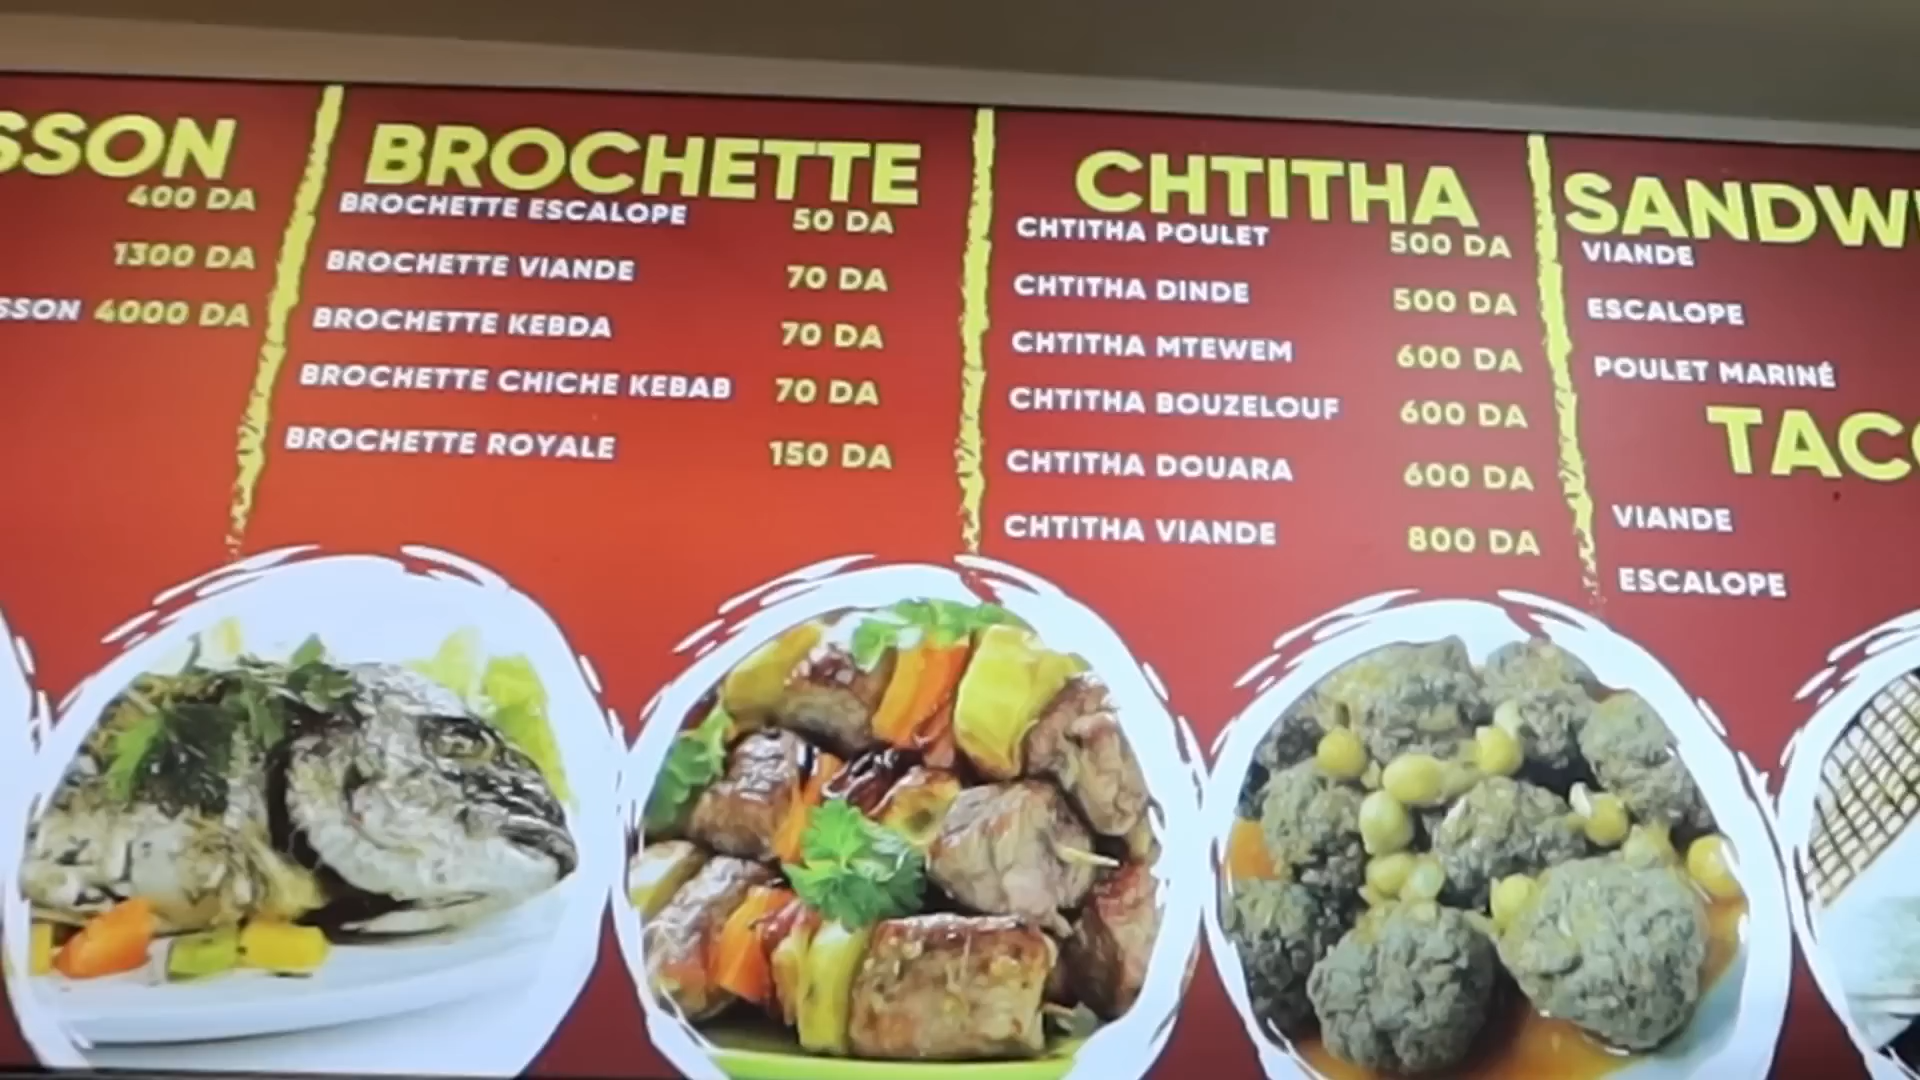 SSON
400 DA
1300 DA
SSON 4000 DA
BROCHETTE
BROCHETTE ESCALOPE 50 DA
BROCHETTE VIANDE 70 DA
BROCHETTE KEBDA 70 DA
BROCHETTE CHICHE KEBAB 70 DA
BROCHETTE ROYALE 150 DA
CHTITHA
CHTITHA POULET 500 DA
CHTITHA DINDE 500 DA
CHTITHA MTEWEM 600 DA
CHTITHA BOUZELOUF 600 DA
CHTITHA DOUARA 600 DA
CHTITHA VIANDE 800 DA
SANDW
VIANDE
ESCALOPE
POULET MARINÉ
TAC
VIANDE
ESCALOPE